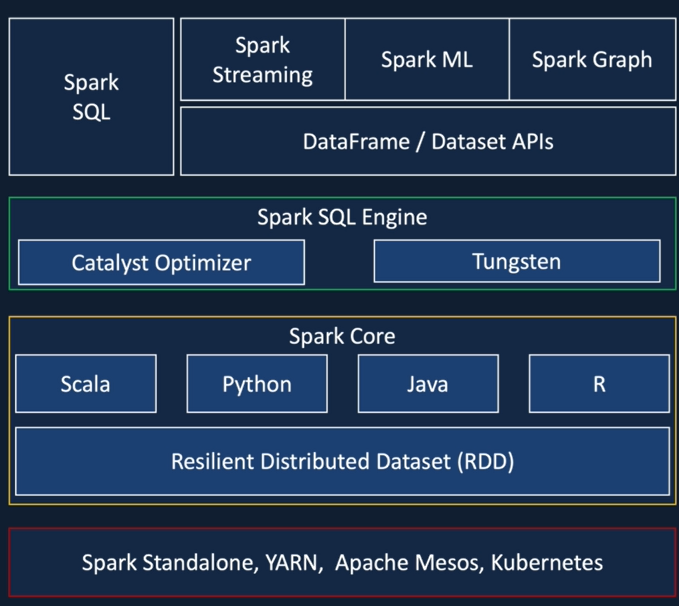 Spark
SQL
Spark
Streaming
Spark ML
Spark Graph
DataFrame / Dataset APIs
Spark SQL Engine
Catalyst Optimizer
Tungsten
Spark Core
Scala
Python
Java
R
Resilient Distributed Dataset (RDD)
Spark Standalone, YARN, Apache Mesos, Kubernetes